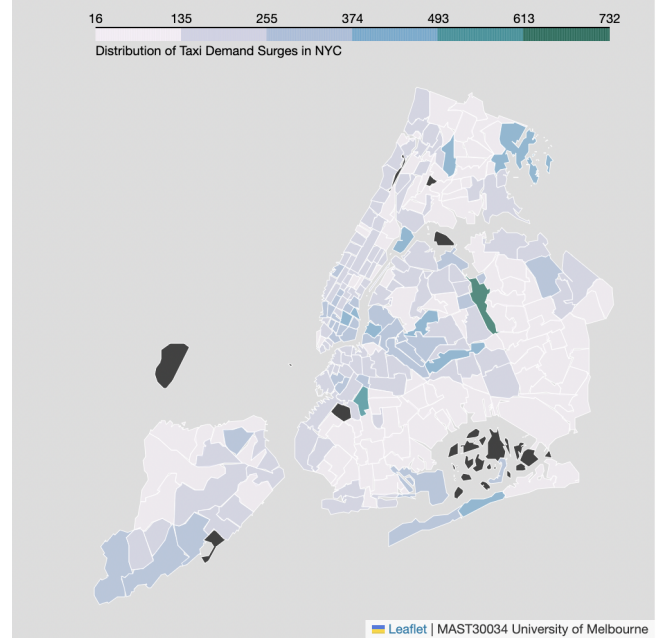 16 135 255 374 493 613 732
Distribution of Taxi Demand Surges in NYC
Leaflet | MAST30034 University of Melbourne